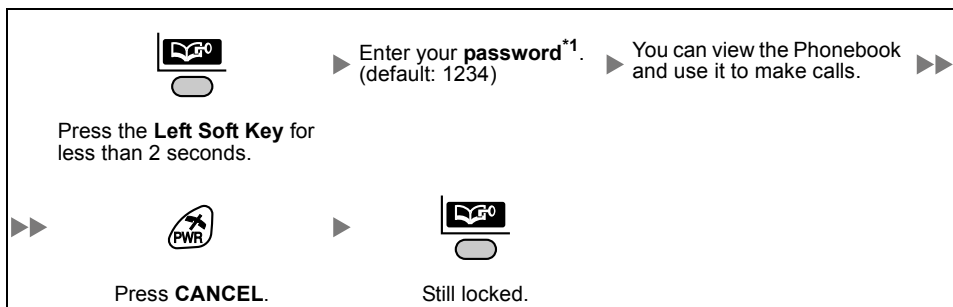 Enter your password*1.
(default: 1234)
You can view the Phonebook
and use it to make calls.
Press the Left Soft Key for
less than 2 seconds.
PWR
Press CANCEL.
Still locked.